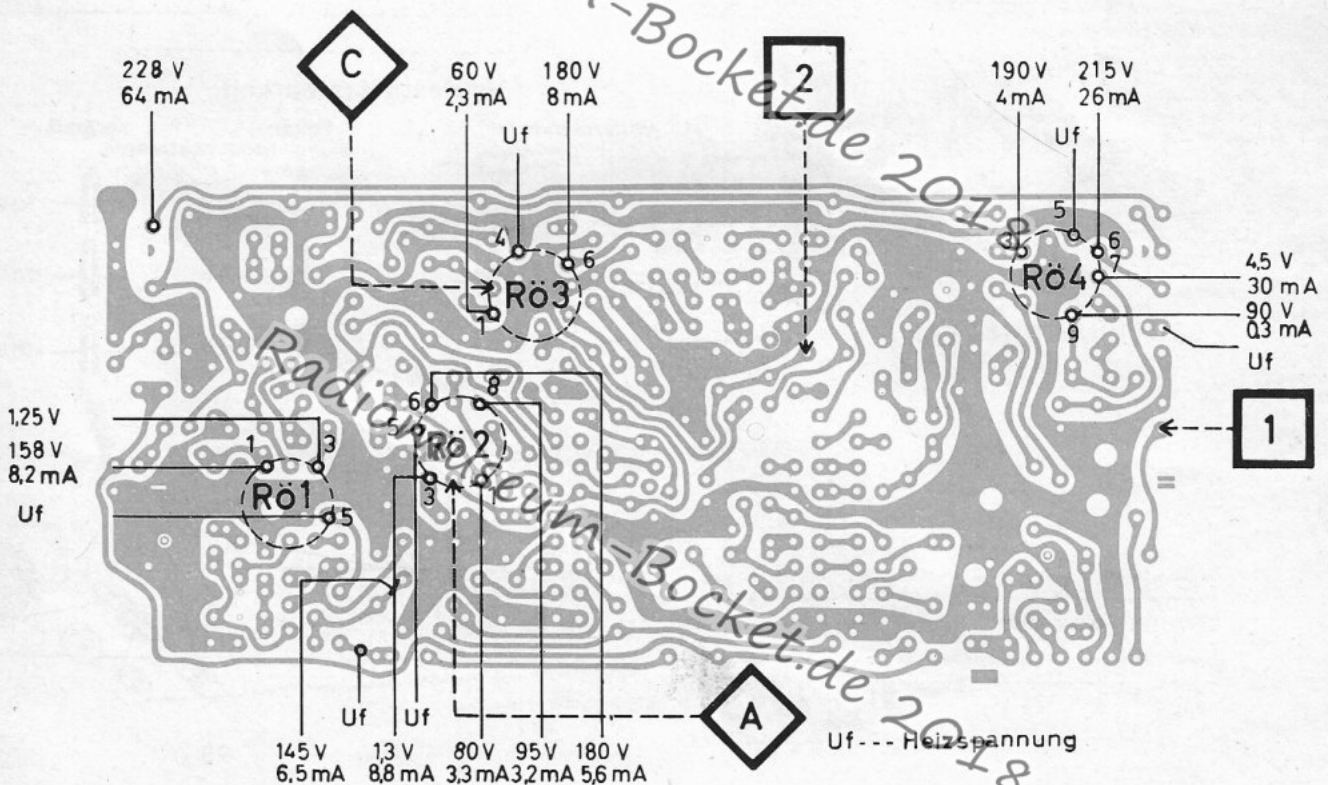 C
228 V
64 mA
60 V
2,3 mA
180 V
8 mA
2
190 V
4 mA
215 V
26 mA
Uf
Uf
4
6
Rö3
1
5
6
7
Rö4
9
4,5 V
30 mA
90 V
0,3 mA
Uf
1,25 V
158 V
8,2 mA
Uf
1
3
Rö1
5
6
8
5
Rö2
3
1
1
Uf
Uf
145 V
6,5 mA
1,3 V
8,8 mA
80 V
3,3 mA
95 V
3,2 mA
180 V
5,6 mA
A
Uf --- Heizspannung
-Bocket.de 2018
Radiomuseum-Bocket.de 2018